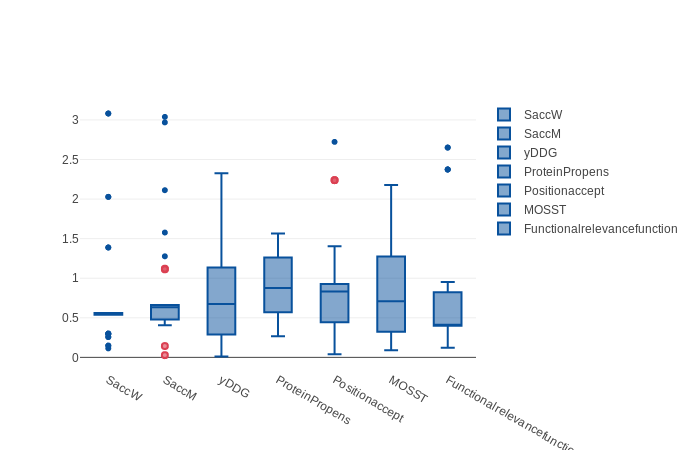 3
2.5
2
1.5
1
0.5
0
SaccW
SaccM
yDDG
ProteinPropens
Positionaccept
MOSST
Functionalrelevancefunctio
SaccW
SaccM
yDDG
ProteinPropens
Positionaccept
MOSST
Functionalrelevancefunction